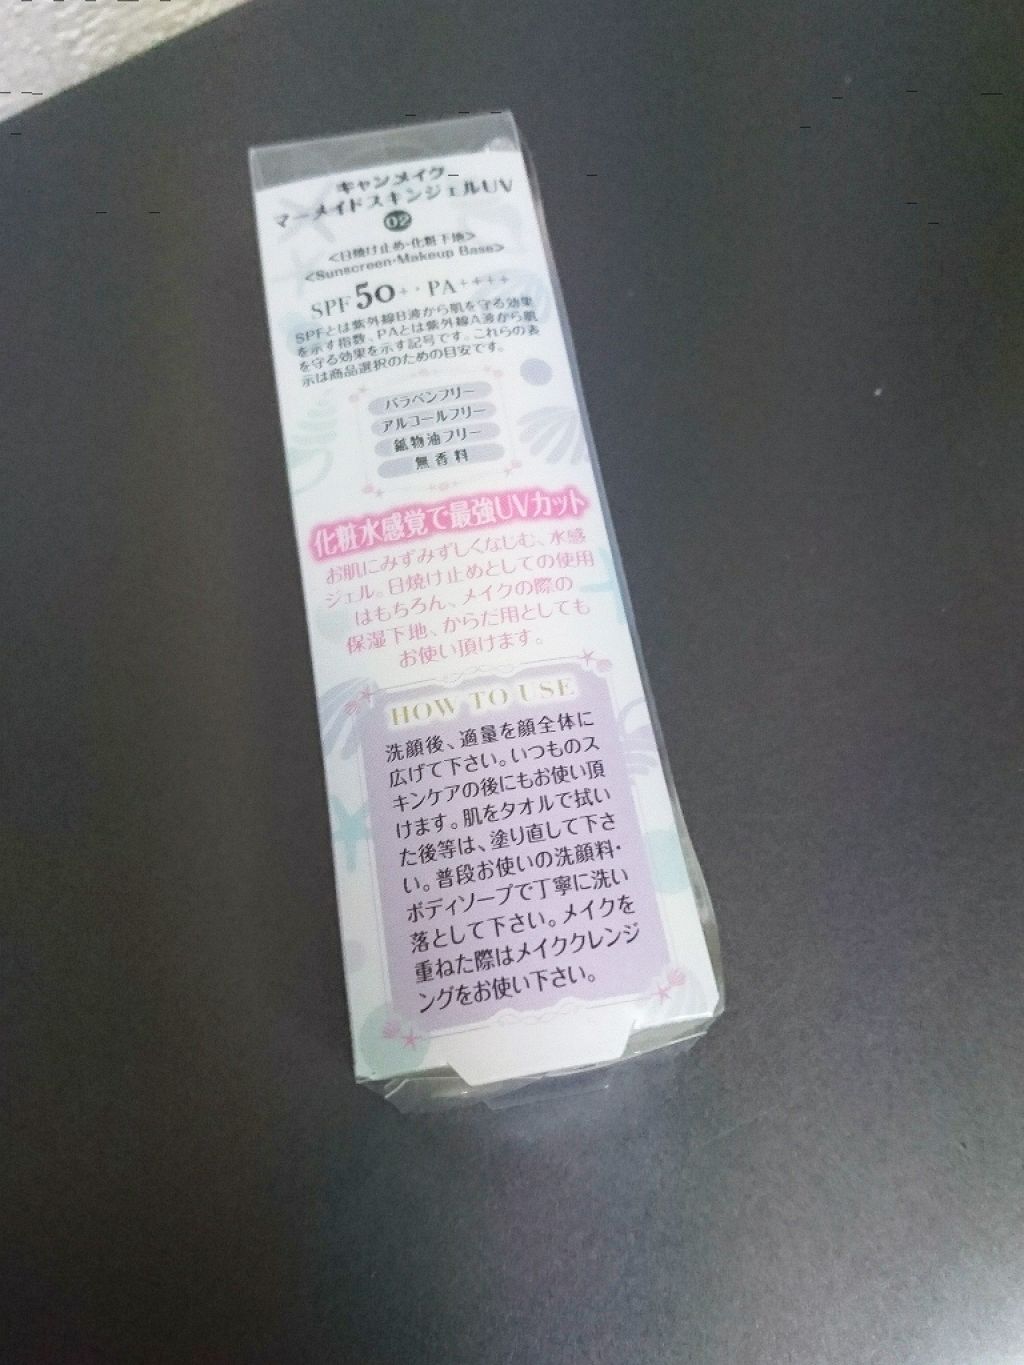 キャンメイク
マーメイドスキンジェルUV
02
<日焼け止め・化粧下地>
<Sunscreen・Makeup Base>
SPF50+・PA++++
SPFとは紫外線B波から肌を守る効果
を示す指数、PAとは紫外線A波から肌
を守る効果を示す記号です。これらの表
示は商品選択のための目安です。
パラベンフリー
アルコールフリー
鉱物油フリー
無香料
化粧水感覚で最強UVカット
お肌にみずみずしくなじむ、水感
ジェル。日焼け止めとしての使用
はもちろん、メイクの際の
保湿下地、からだ用としても
お使い頂けます。
HOW TO USE
洗顔後、適量を顔全体に
広げて下さい。いつものス
キンケアの後にもお使い頂
けます。肌をタオルで拭い
た後等は、塗り直して下さ
い。普段お使いの洗顔料・
ボディソープで丁寧に洗い
落として下さい。メイクを
重ねた際はメイククレンジ
ングをお使い下さい。